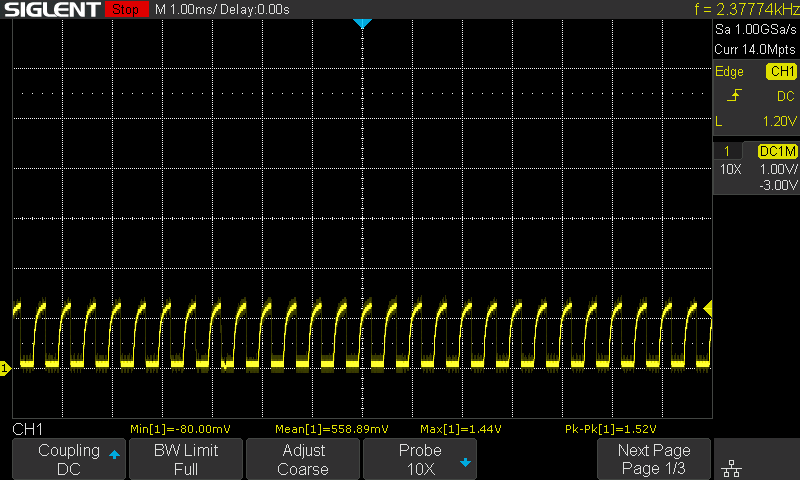 SIGLENT Stop M 1.00ms/ Delay:0.00s f = 2.37774kHz
Sa 1.00GSa/s
Curr 14.0Mpts
Edge CH1
DC
L 1.20V
1 DC1M
10X 1.00V/
-3.00V
1
CH1 Min[1]=-80.00mV Mean[1]=558.89mV Max[1]=1.44V Pk-Pk[1]=1.52V
Coupling BW Limit Adjust Probe Next Page
DC Full Coarse 10X Page 1/3